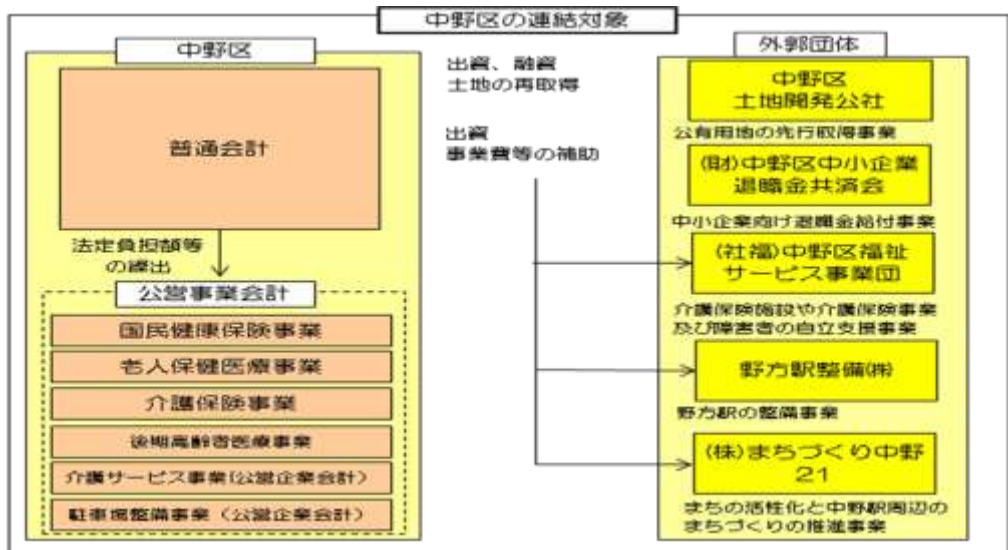 中野区の連結対象
中野区
普通会計
法定負担額等
の繰出
公営事業会計
国民健康保険事業
老人保健医療事業
介護保険事業
後期高齢者医療事業
介護サービス事業(公営企業会計)
駐車場整備事業(公営企業会計)
出資、融資
土地の再取得
出資
事業費等の補助
外郭団体
中野区
土地開発公社
公有用地の先行取得事業
(財)中野区中小企業
退職金共済会
中小企業向け退職金給付事業
(社福)中野区福祉
サービス事業団
介護保険施設や介護保険事業
及び障害者の自立支援事業
野方駅整備㈱
野方駅の整備事業
(株)まちづくり中野
21
まちの活性化と中野駅周辺の
まちづくりの推進事業